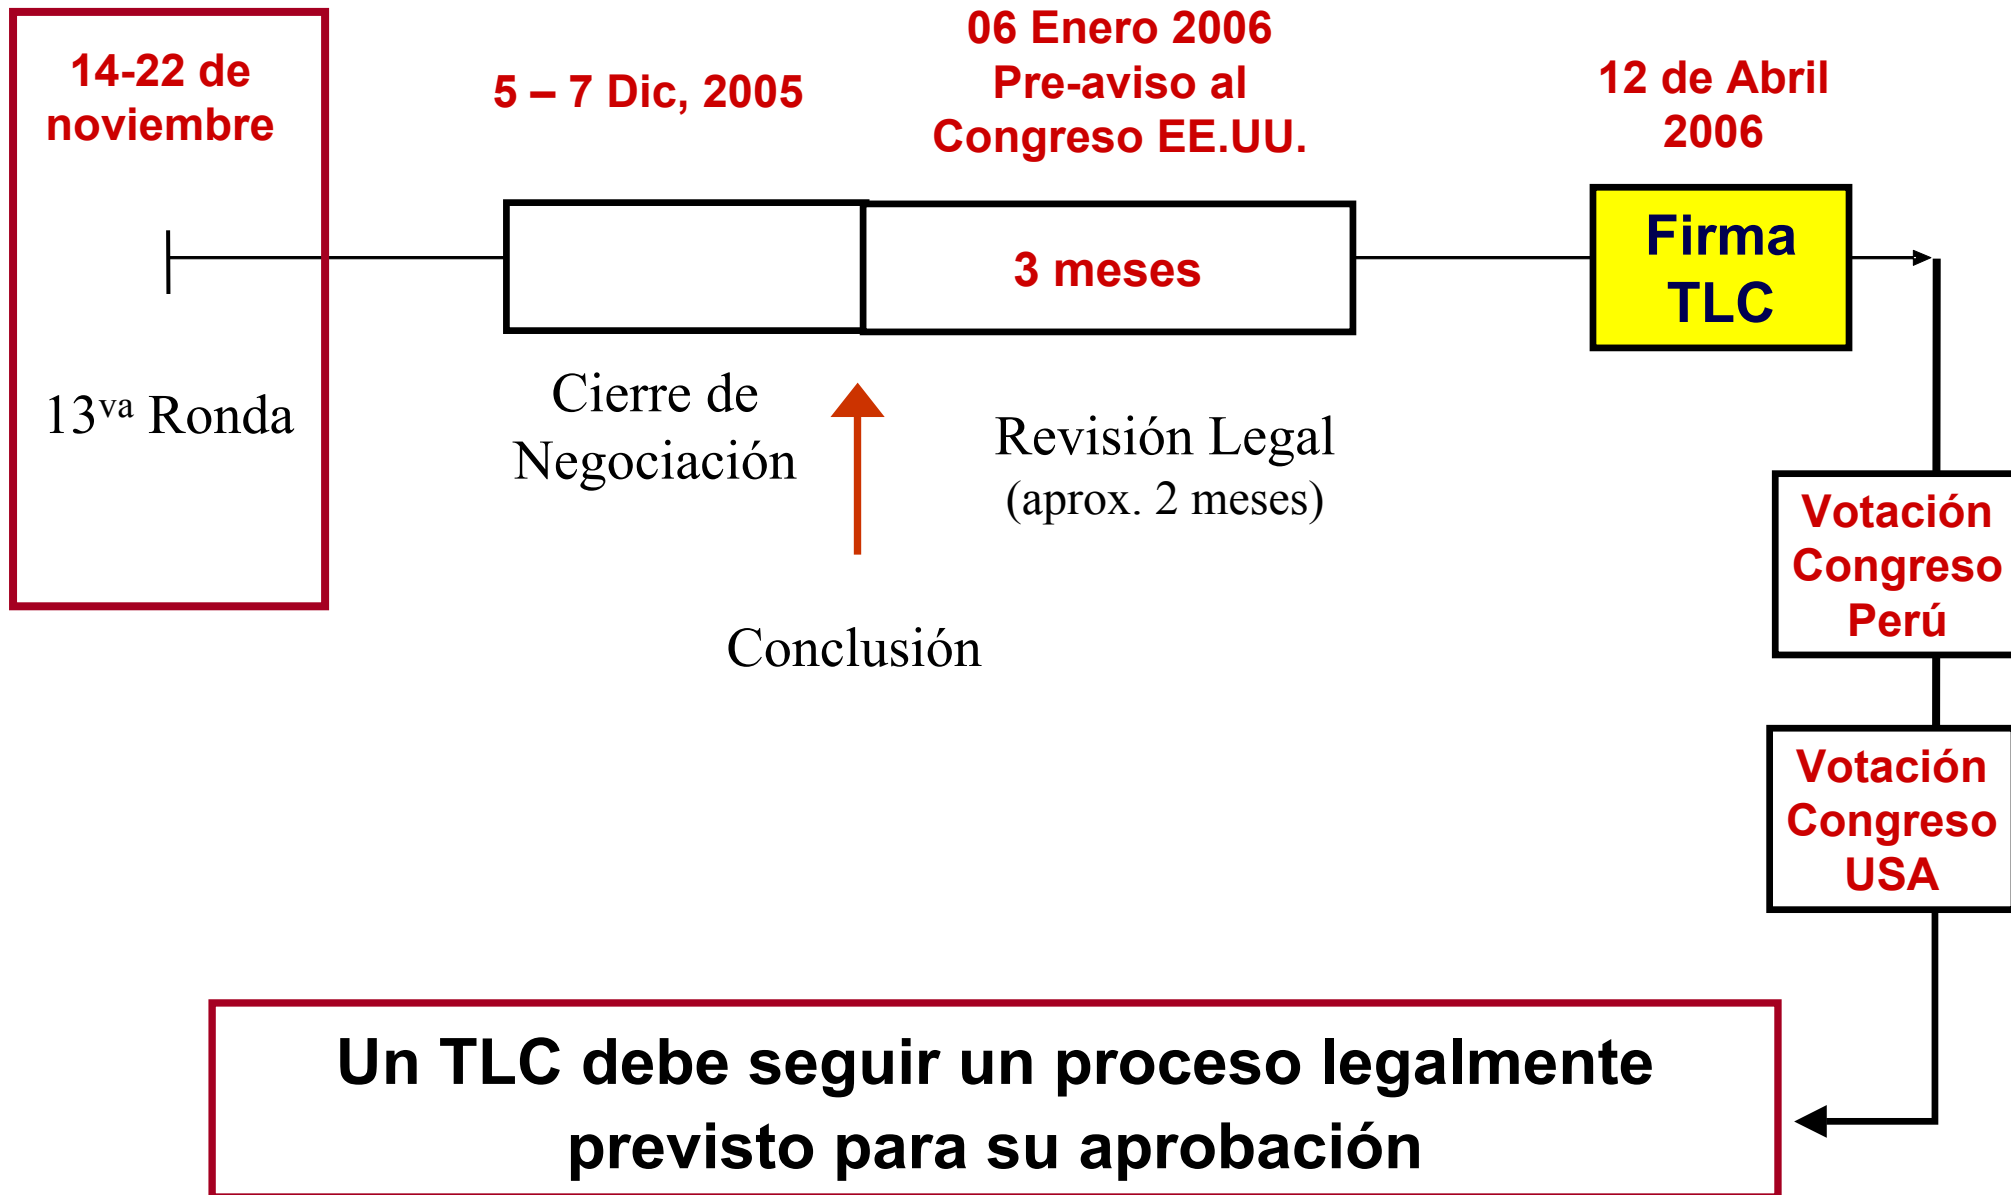 14-22 de
noviembre
5 – 7 Dic, 2005
06 Enero 2006
Pre-aviso al
Congreso EE.UU.
12 de Abril
2006
3 meses
Firma
TLC
13va Ronda
Cierre de
Negociación
Revisión Legal
(aprox. 2 meses)
Conclusión
Votación
Congreso
Perú
Votación
Congreso
USA
Un TLC debe seguir un proceso legalmente
previsto para su aprobación